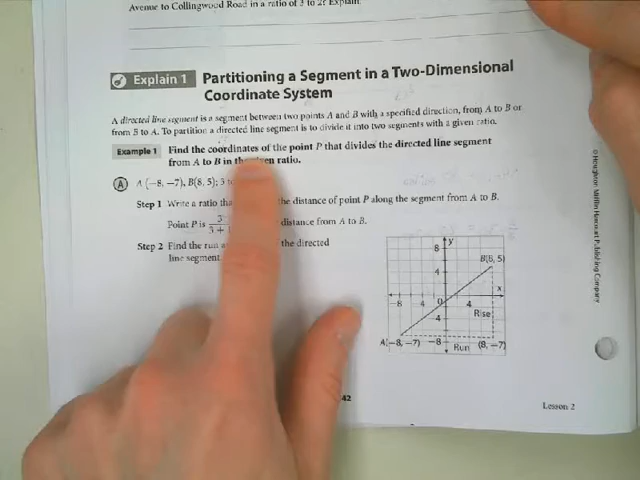 Avenue to Collingwood Road in a ratio of 3 to 2? Explain.
Explain 1 Partitioning a Segment in a Two-Dimensional
Coordinate System
A directed line segment is a segment between two points A and B with a specified direction, from A to B or
from B to A. To partition a directed line segment is to divide it into two segments with a given ratio.
Example 1 Find the coordinates of the point P that divides the directed line segment
from A to B in the given ratio.
A A(−8, −7), B(8, 5); 3
Step 1 Write a ratio the distance of point P along the segment from A to B.
Point P is 3 / 3 + distance from A to B.
Step 2 Find the run the directed
line segment
8
y
B(8, 5)
4
x
−8
4
0
4
4
Rise
A(−8, −7)
−8
Run
(8, −7)
42
Lesson 2
© Houghton Mifflin Harcourt Publishing Company